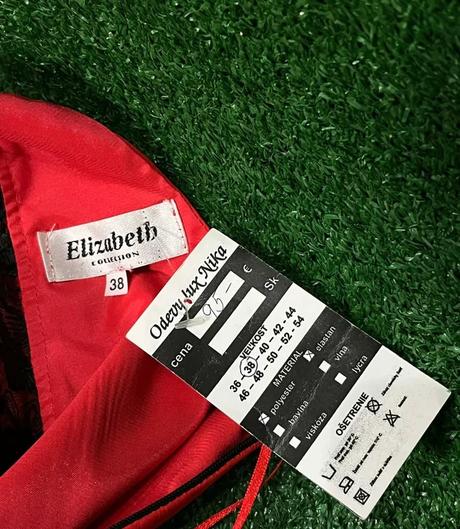 Elizabeth
COLLECTION
38
Odevy lux Nika
cena 95,- €
Sk
VEĽKOSŤ
36 - 38 - 40 - 42 - 44
46 - 48 - 50 - 52 - 54
MATERIÁL
polyester
elastan
bavlna
vlna
viskoza
lycra
OŠETRENIE